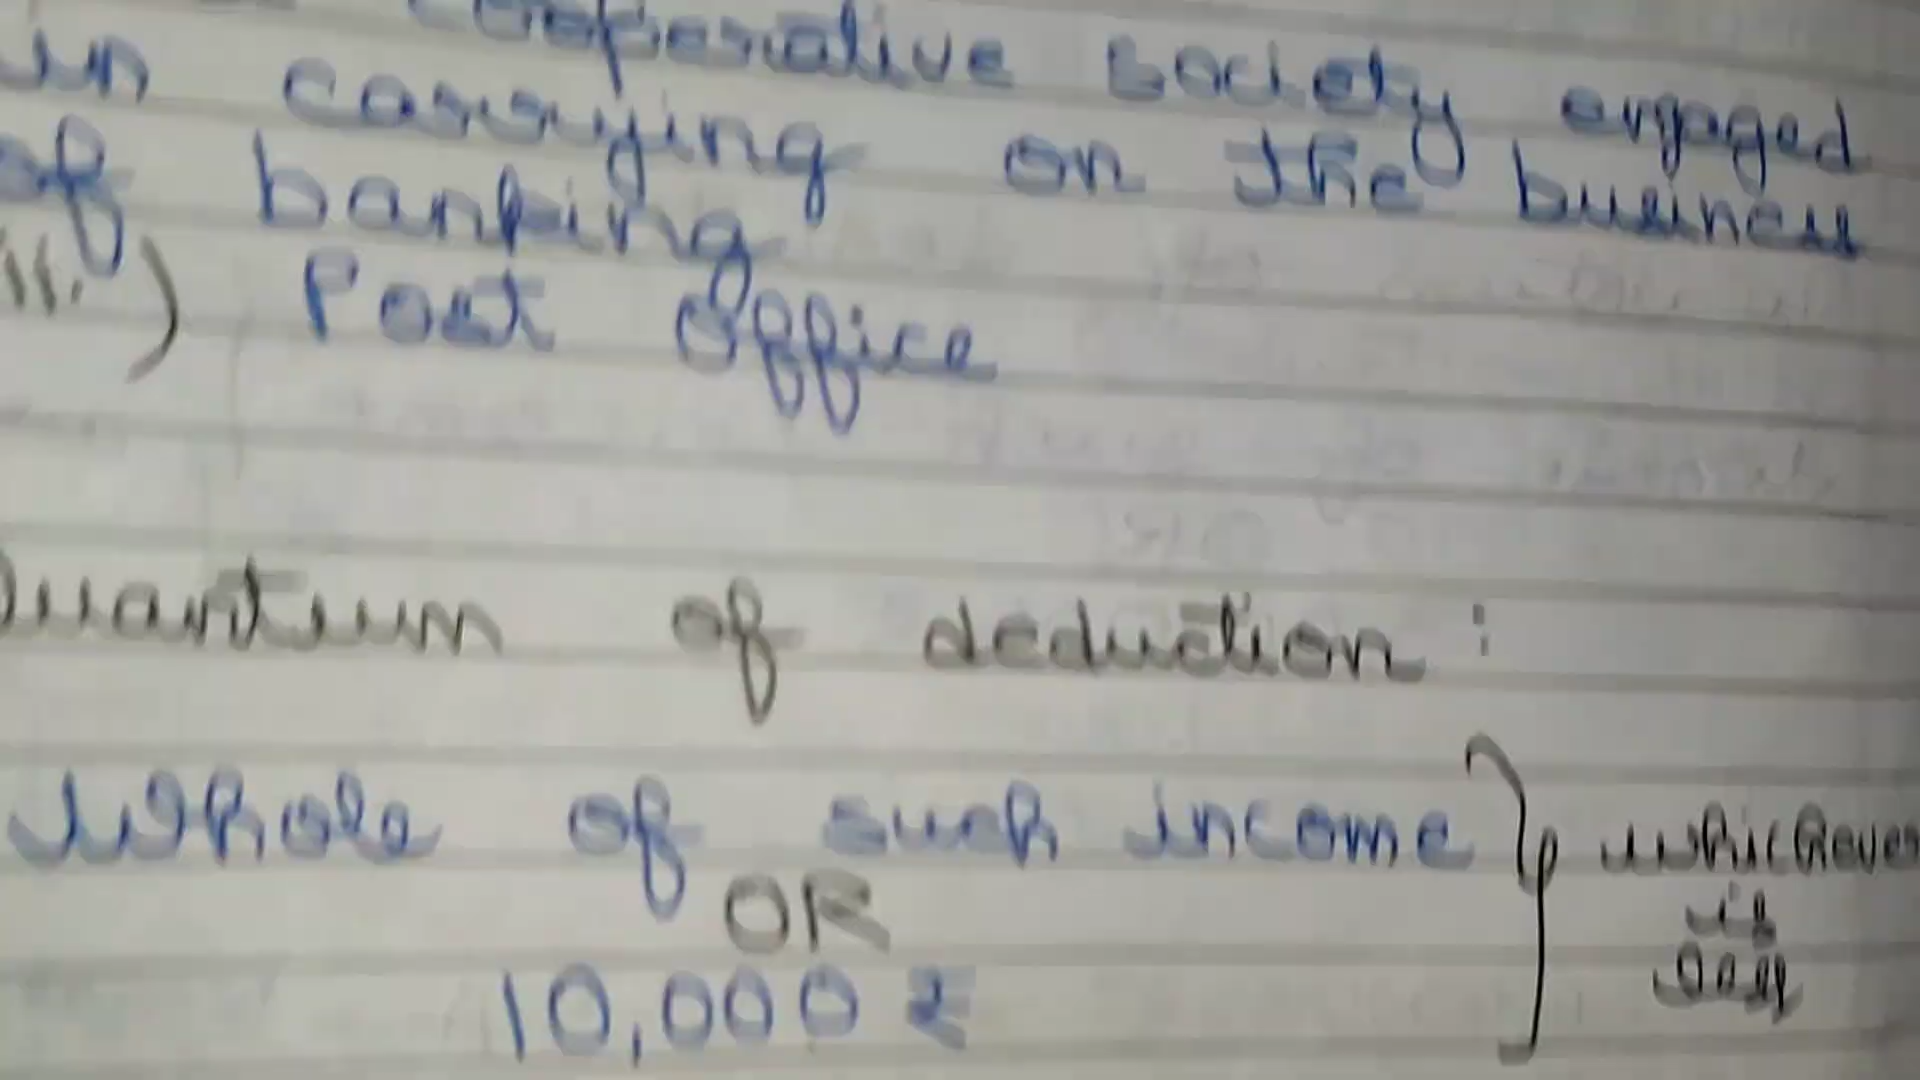 cooperative society engaged
in carrying on the business
of banking
iii.) Post Office
Quantum of deduction :
Whole of such income
OR
10,000 ₹
whichever
is
less